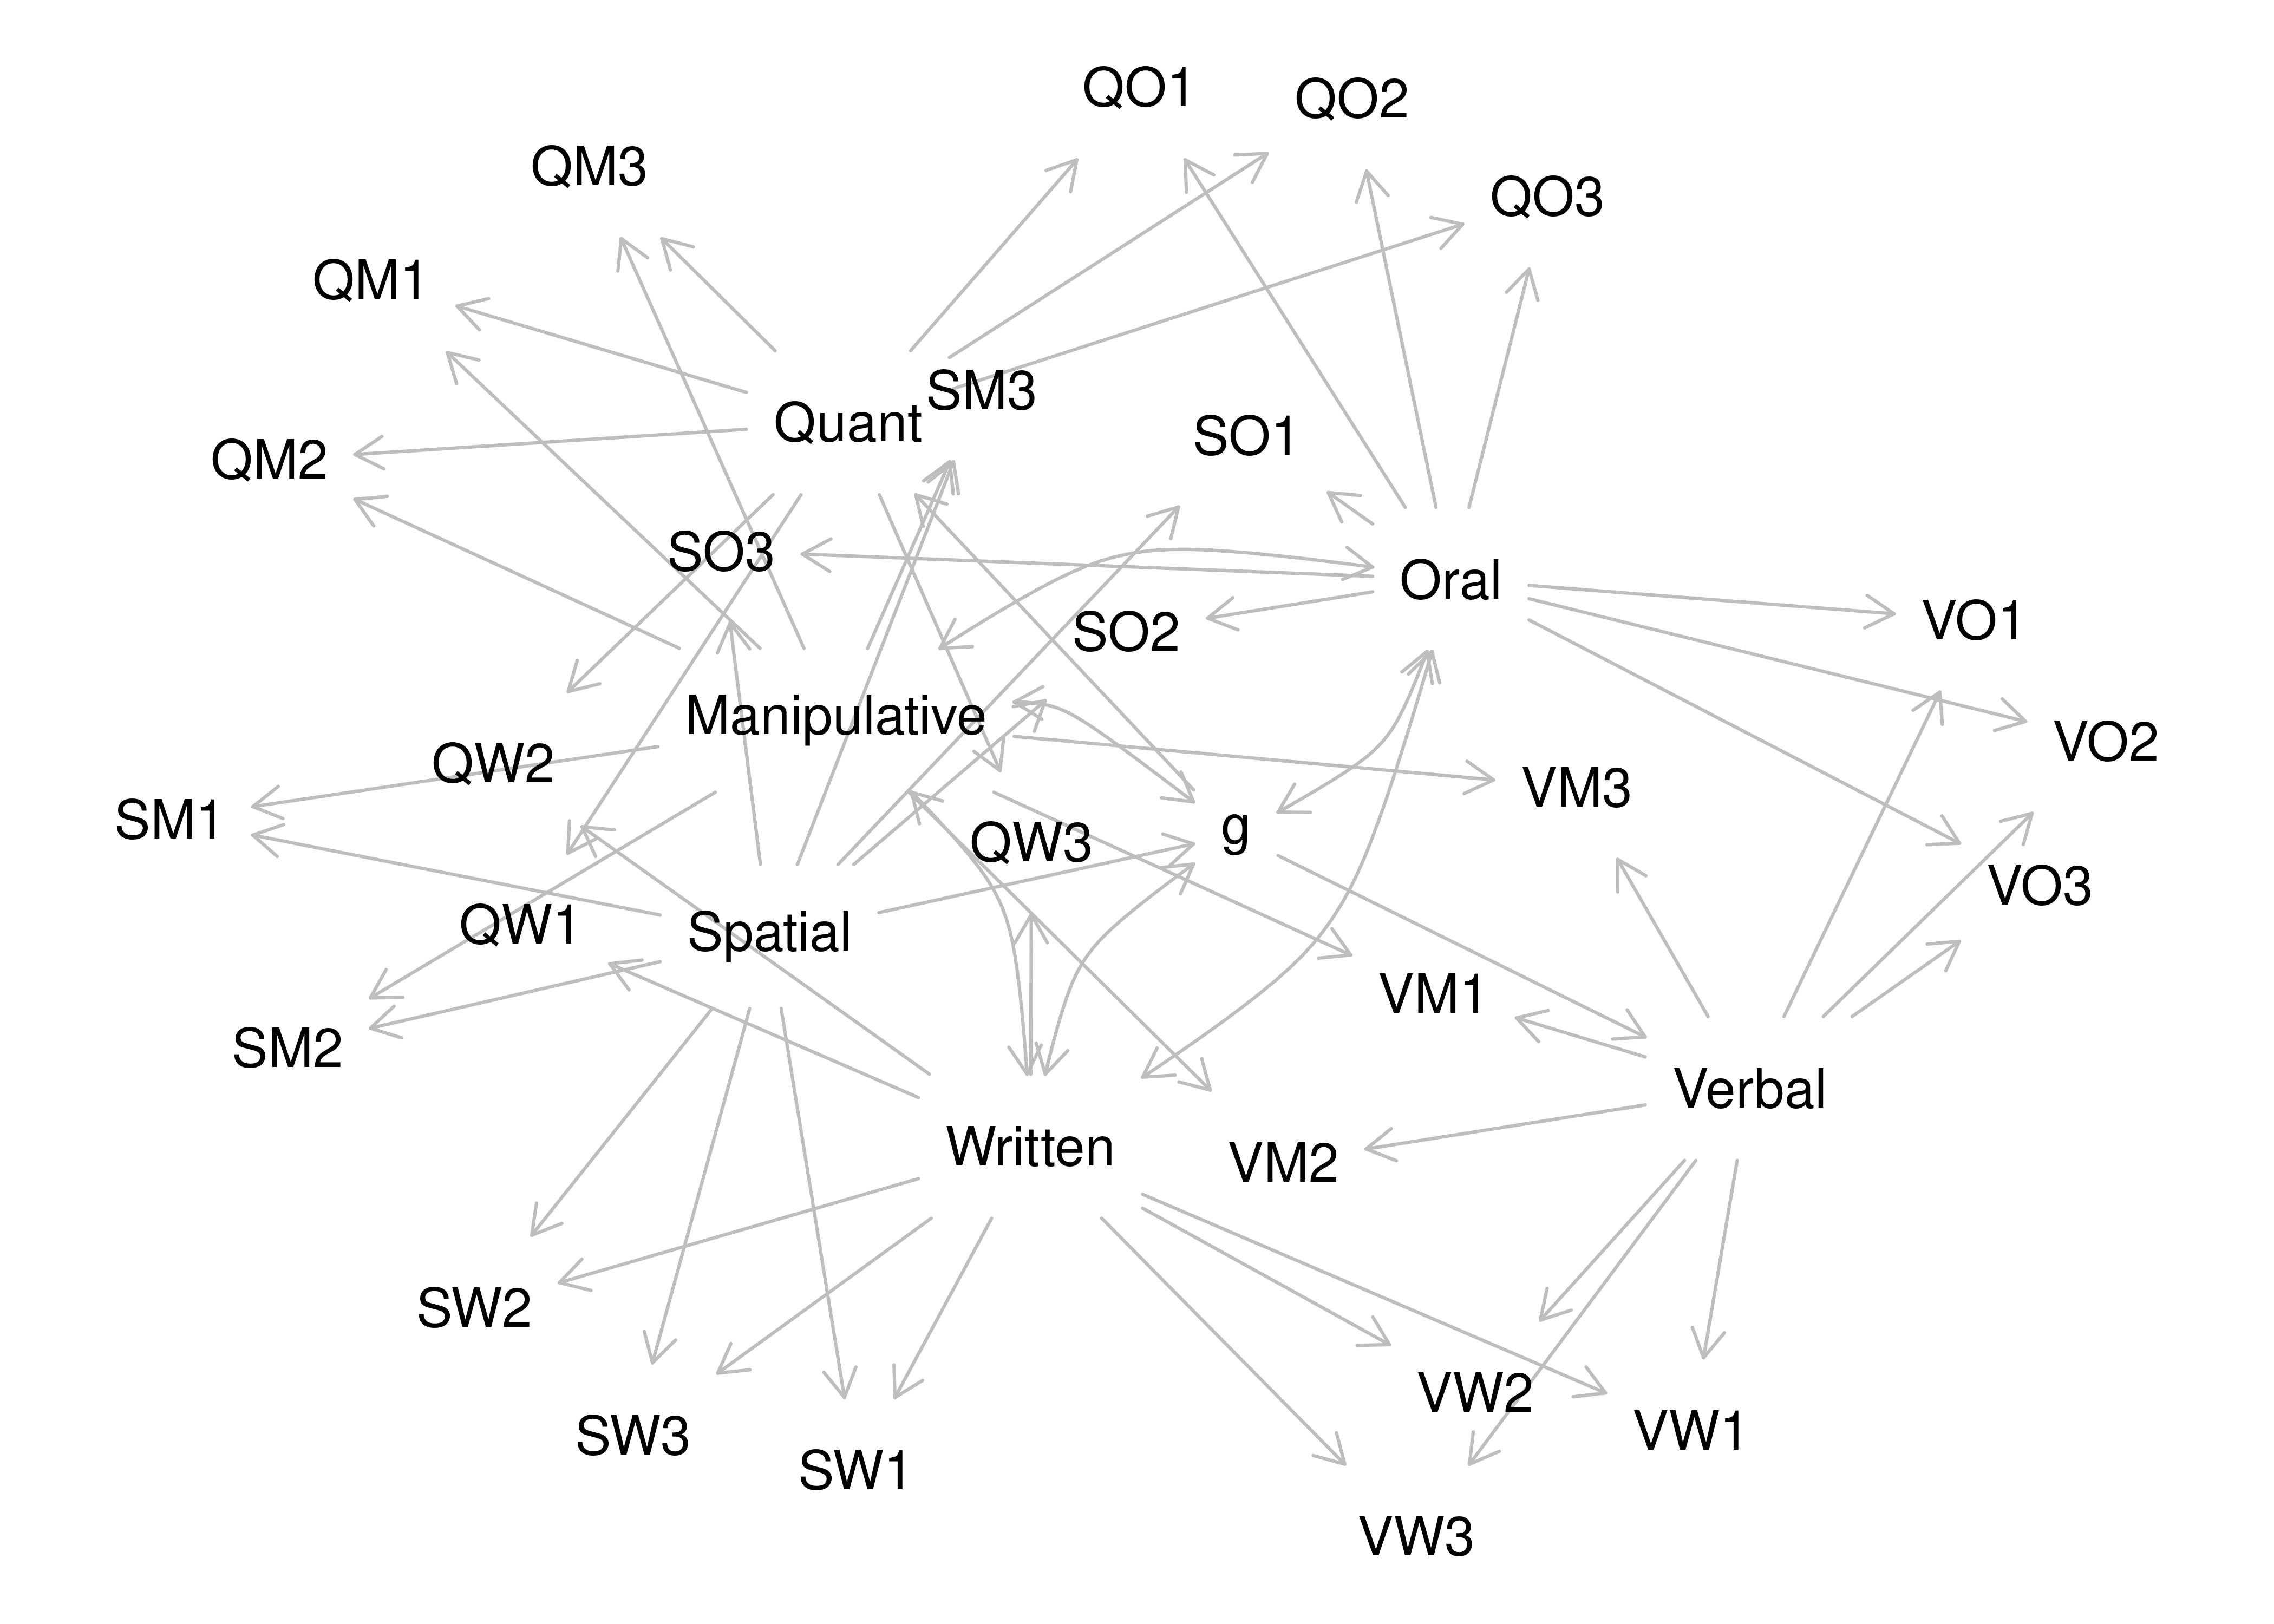 QO1
QO2
QM3
QO3
QM1
SM3
Quant
SO1
QM2
SO3
Oral
VO1
SO2
Manipulative
VO2
QW2
VM3
SM1
g
QW3
VO3
QW1
Spatial
VM1
SM2
Verbal
Written
VM2
SW2
VW2
VW1
SW3
SW1
VW3